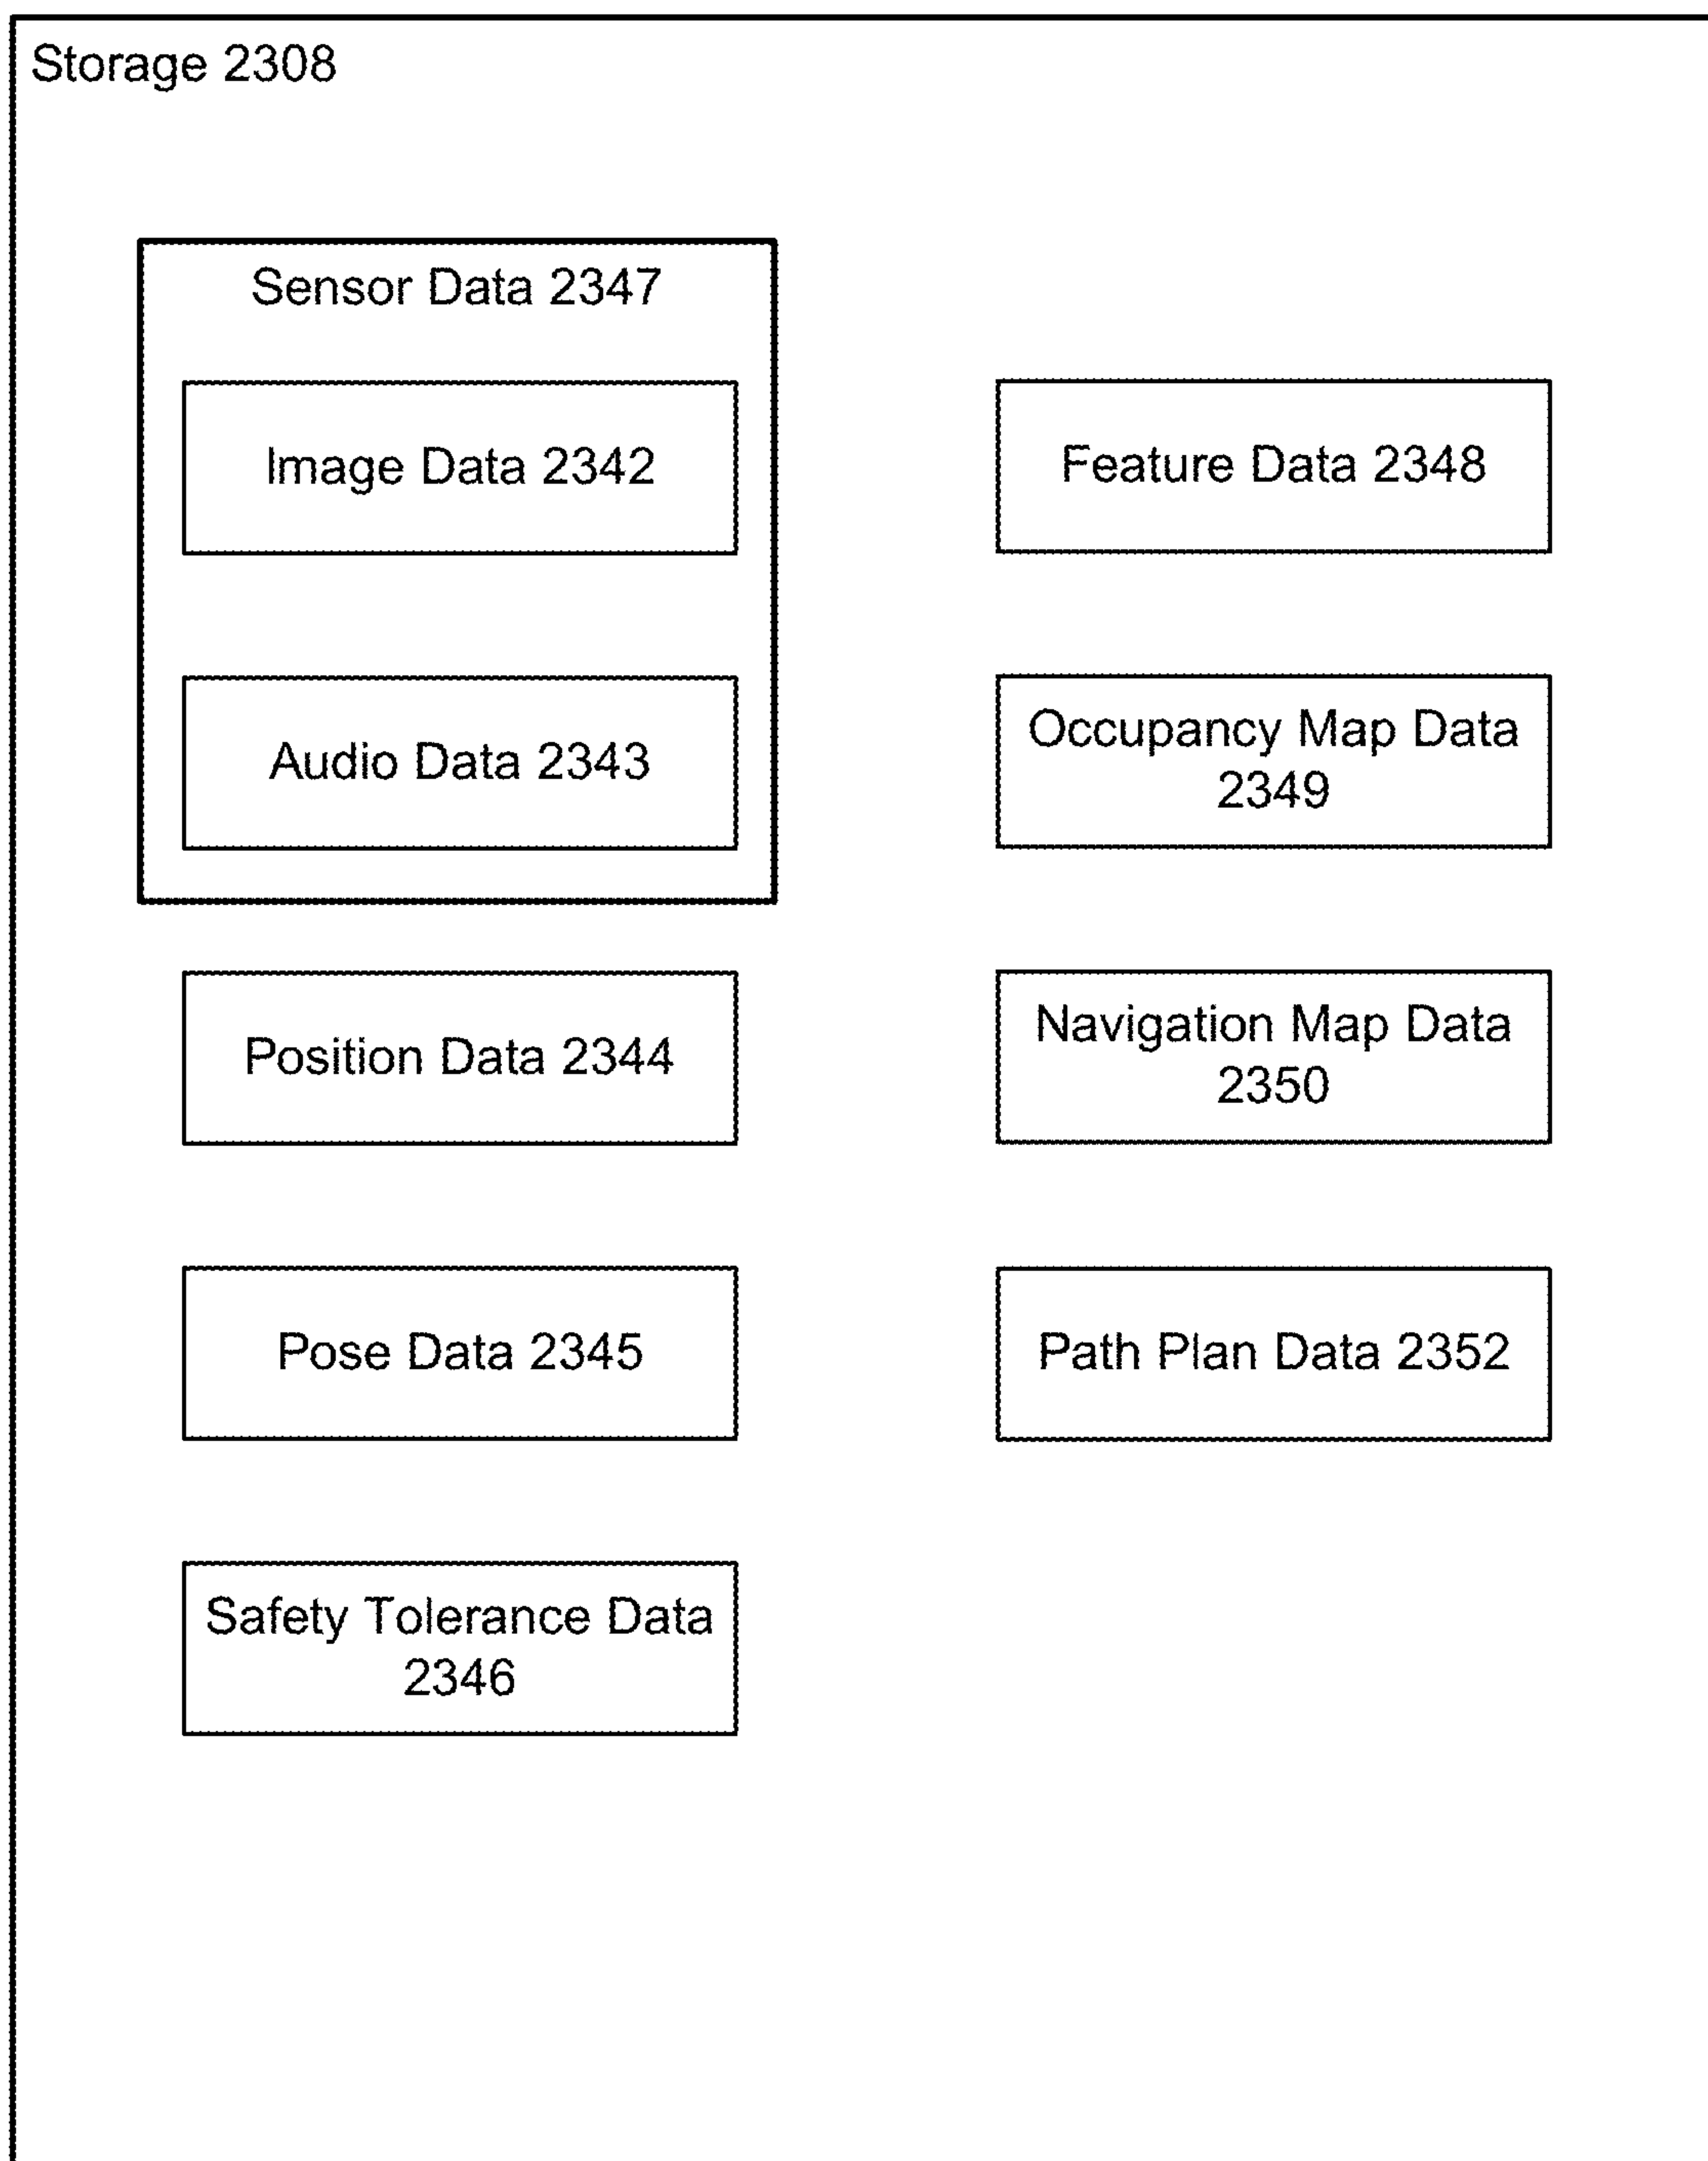 Storage 2308
Sensor Data 2347
Image Data 2342
Audio Data 2343
Position Data 2344
Pose Data 2345
Safety Tolerance Data
2346
Feature Data 2348
Occupancy Map Data
2349
Navigation Map Data
2350
Path Plan Data 2352